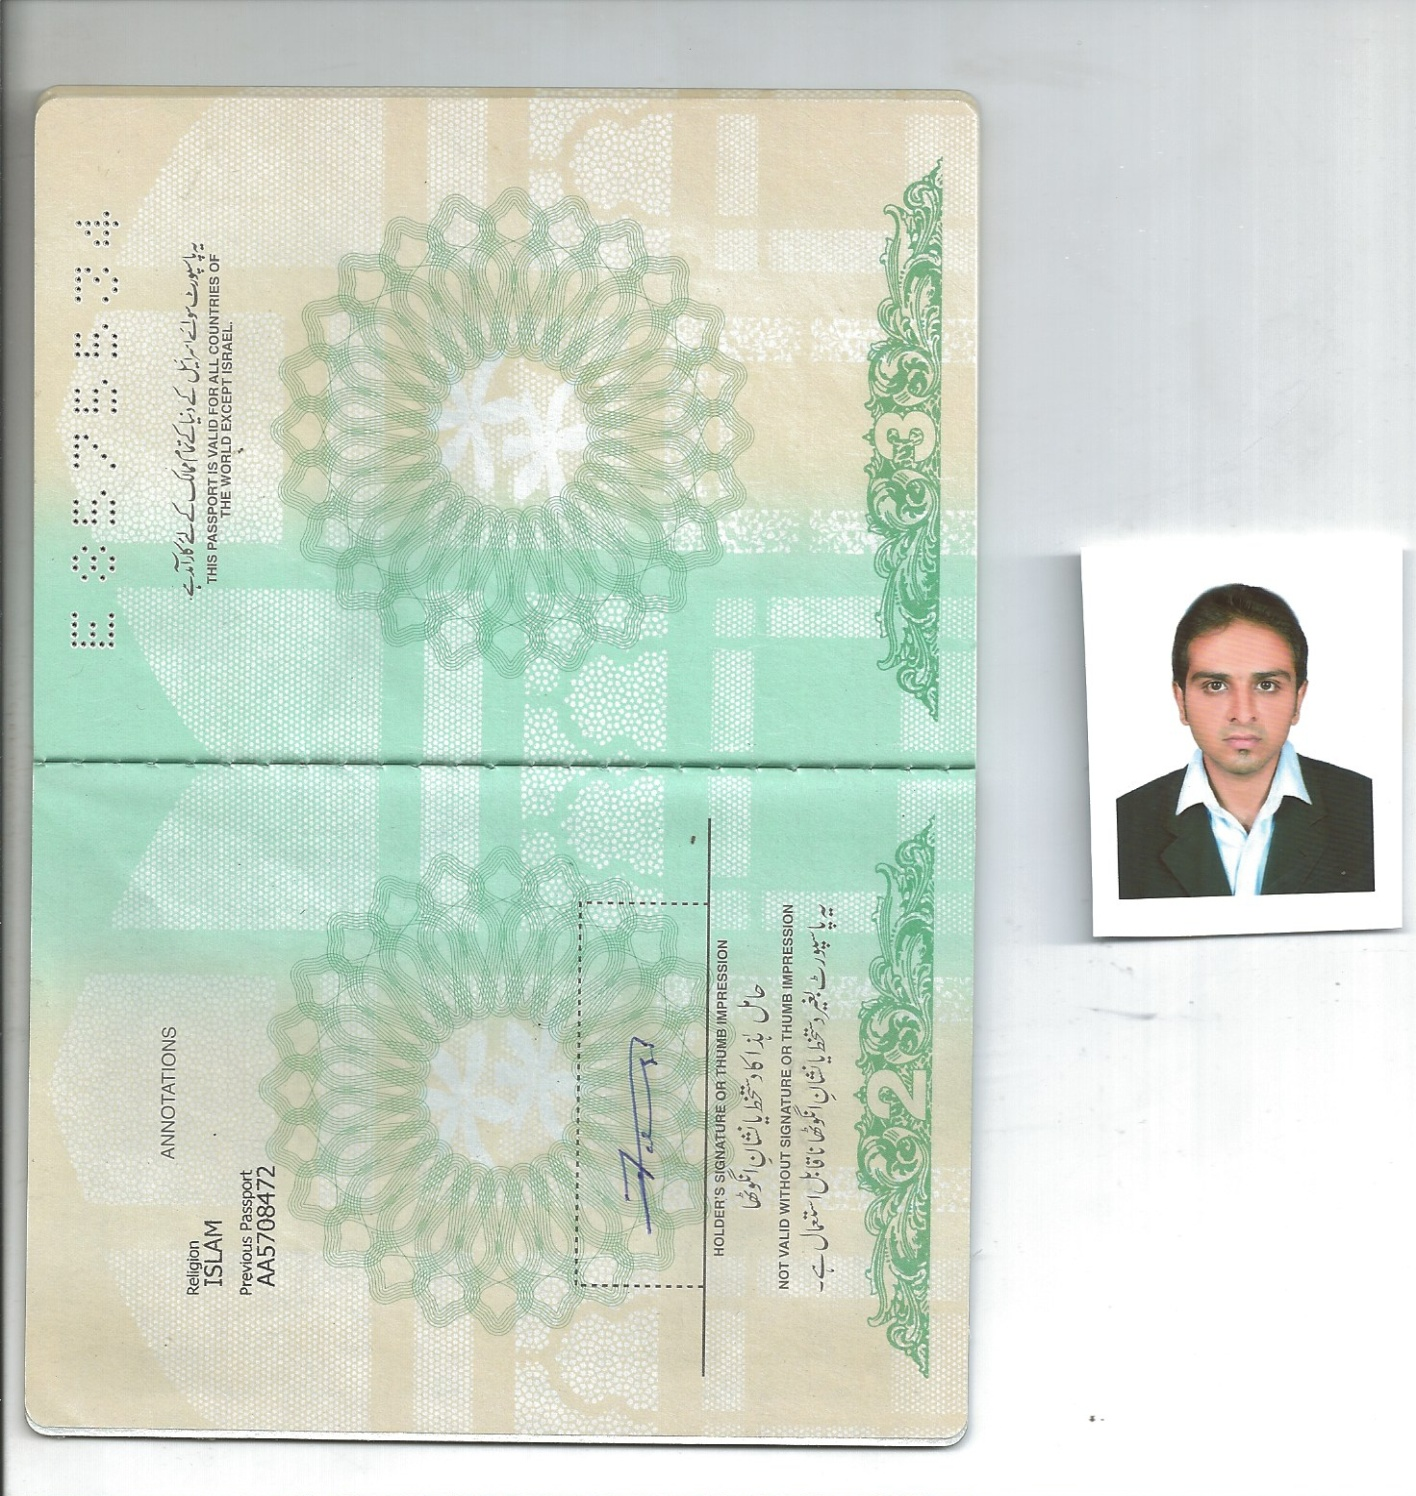 ANNOTATIONS
Religion
ISLAM
Previous Passport
AA5708472
HOLDER'S SIGNATURE OR THUMB IMPRESSION
حامل ہذا کا دستخط یا نشانِ انگوٹھا
NOT VALID WITHOUT SIGNATURE OR THUMB IMPRESSION
یہ پاسپورٹ بغیر دستخط یا نشانِ انگوٹھا ناقابل استعمال ہے۔
2
E 8575534
یہ پاسپورٹ سوائے اسرائیل کے دنیا کے تمام ممالک کے لئے کارآمد ہے۔
THIS PASSPORT IS VALID FOR ALL COUNTRIES OF
THE WORLD EXCEPT ISRAEL.
3